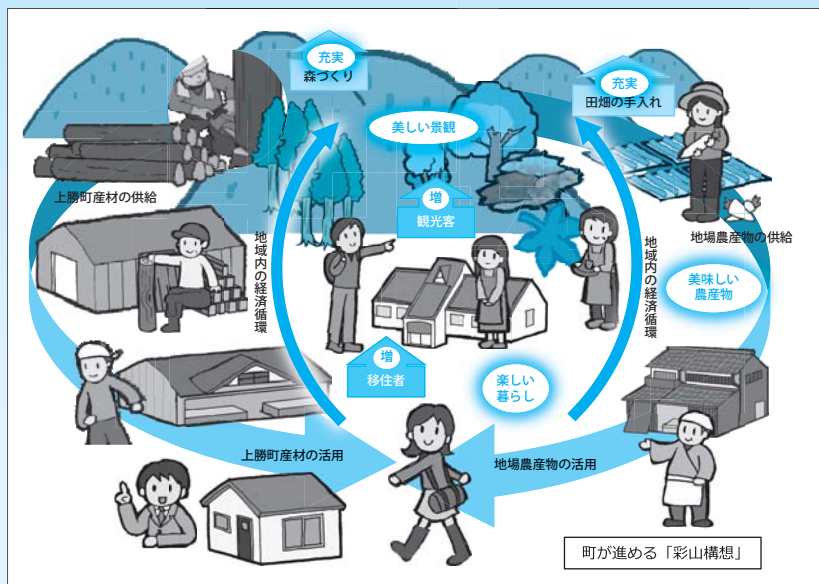 充実
森づくり
充実
田畑の手入れ
美しい景観
上勝町産材の供給
増
観光客
地場農産物の供給
地域内の経済循環
地域内の経済循環
美味しい
農産物
増
移住者
楽しい
暮らし
上勝町産材の活用
地場農産物の活用
町が進める「彩山構想」